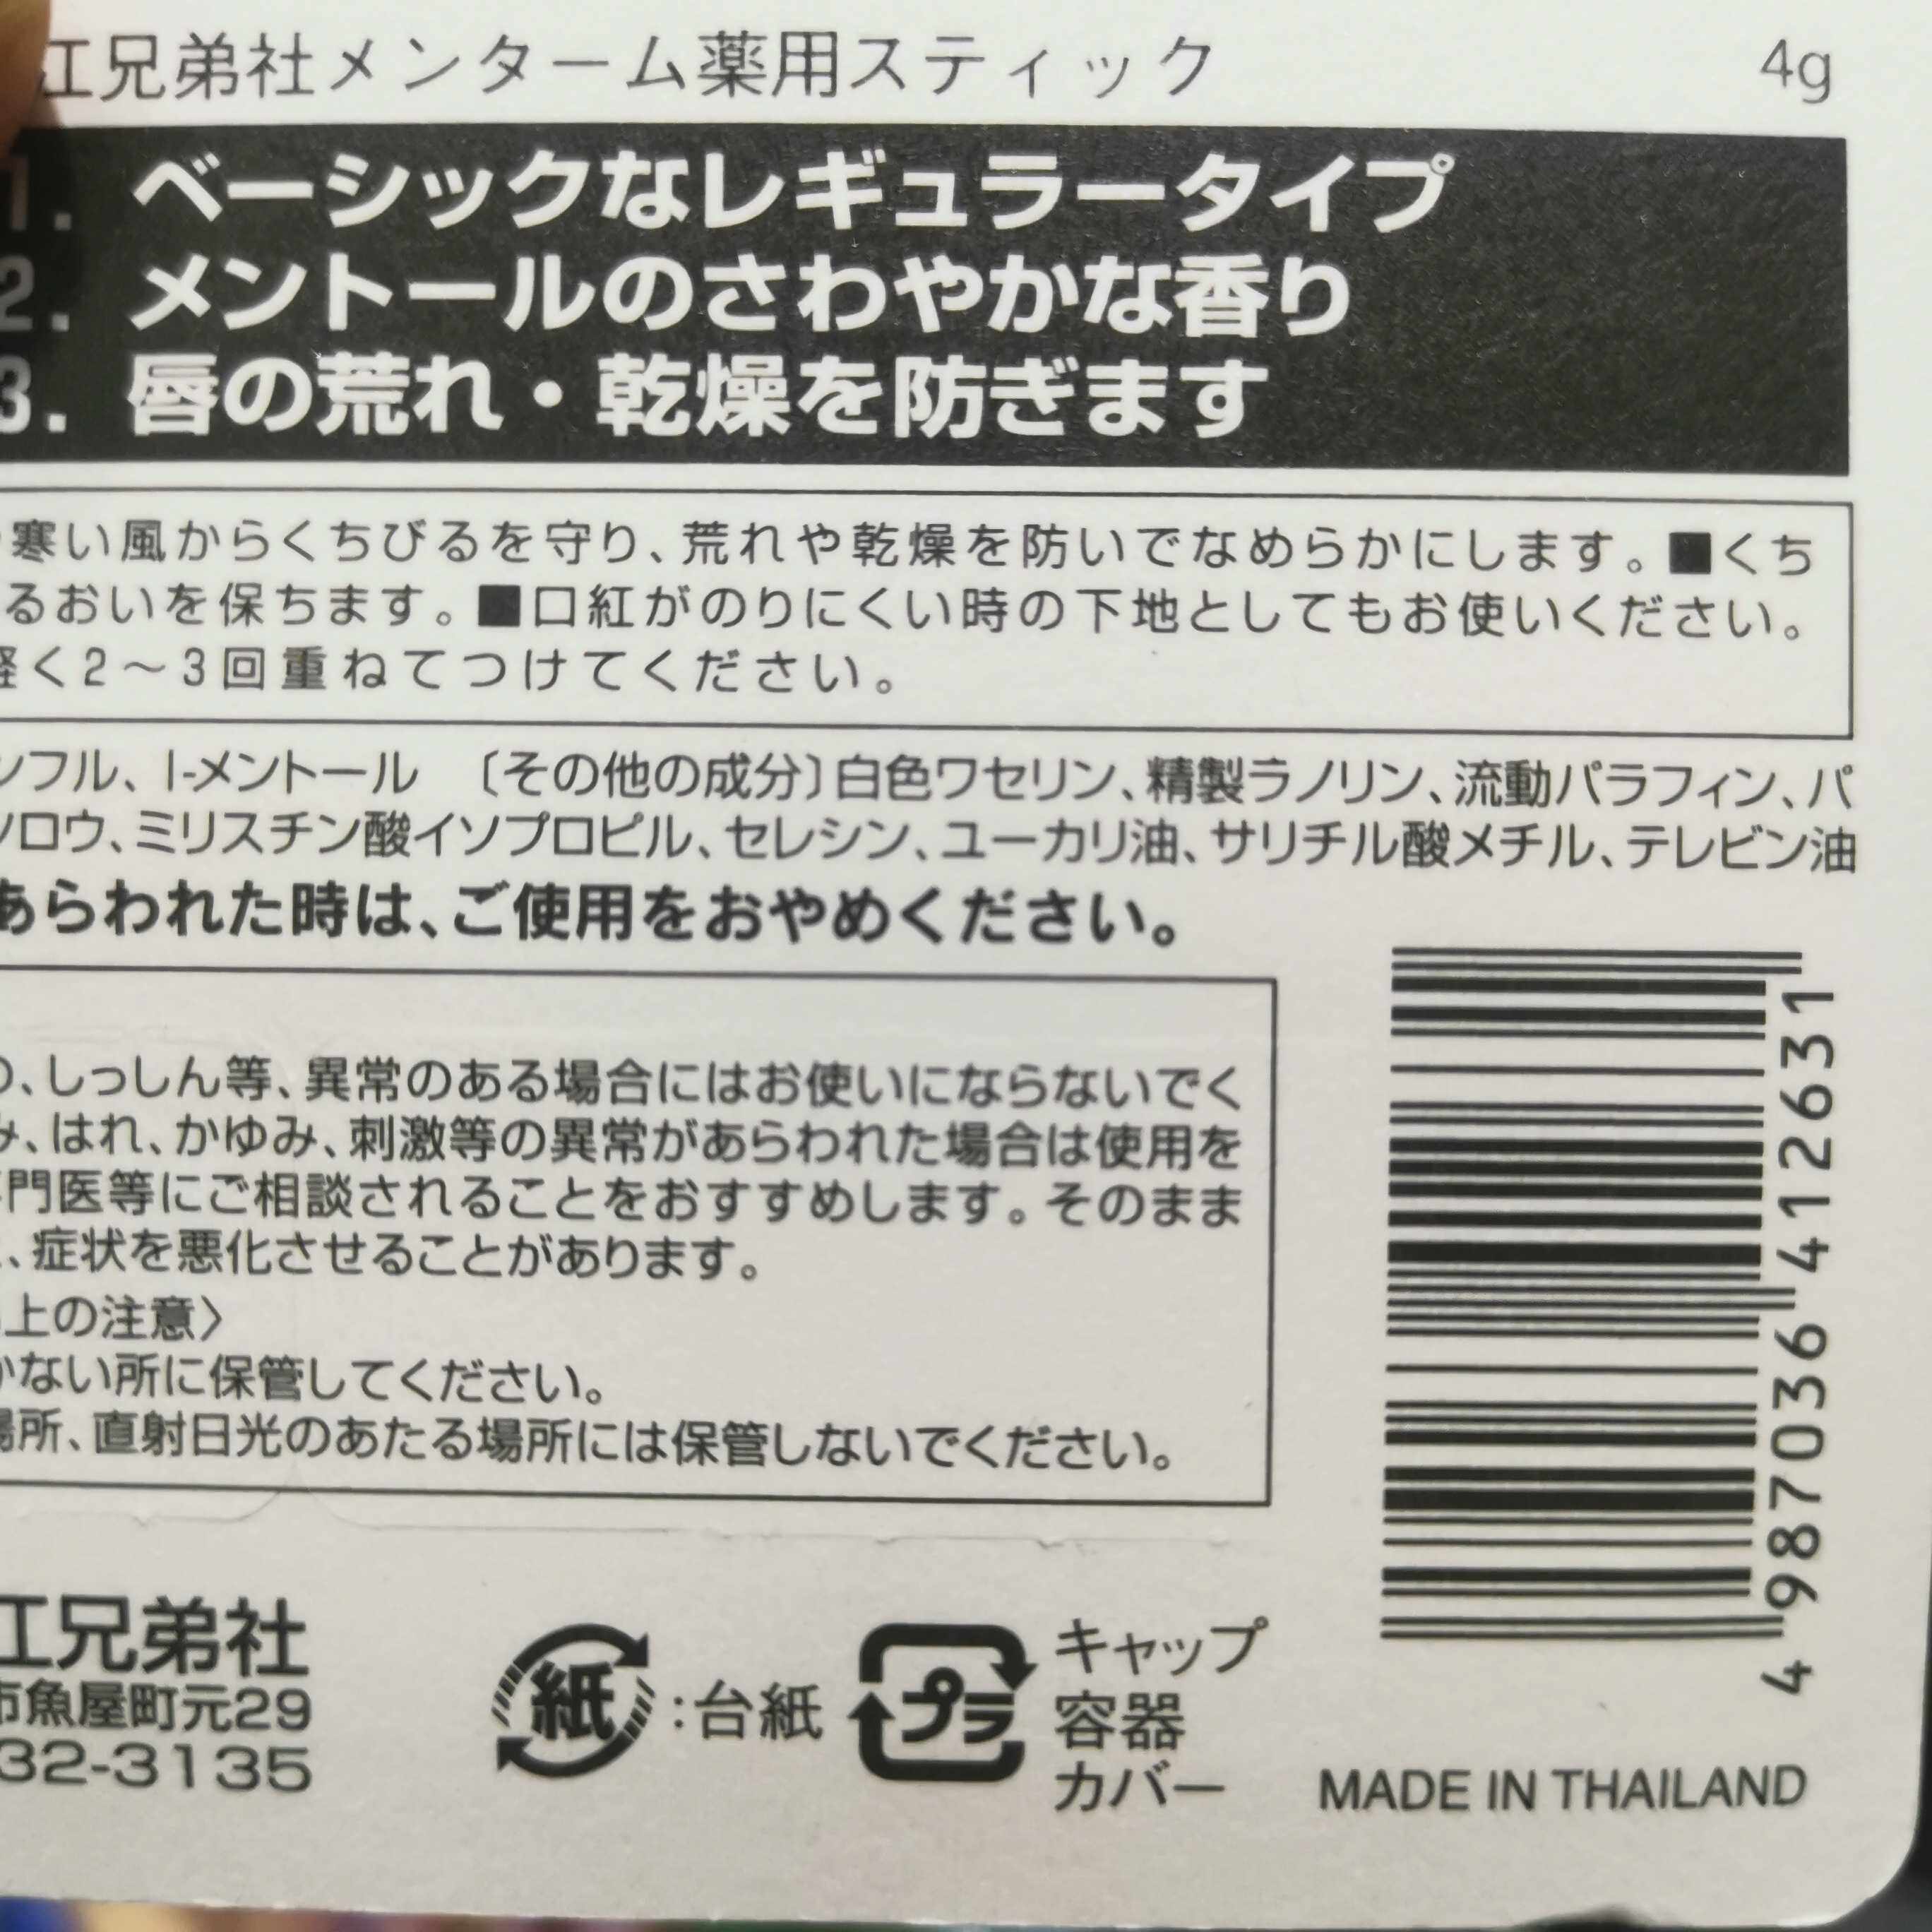 江兄弟社メンターム薬用スティック 4g
1. ベーシックなレギュラータイプ
2. メントールのさわやかな香り
3. 唇の荒れ・乾燥を防ぎます
寒い風からくちびるを守り、荒れや乾燥を防いでなめらかにします。■くち
るおいを保ちます。■口紅がのりにくい時の下地としてもお使いください。
軽く2～3回重ねてつけてください。
ンフル、l-メントール 〔その他の成分〕白色ワセリン、精製ラノリン、流動パラフィン、パ
ロウ、ミリスチン酸イソプロピル、セレシン、ユーカリ油、サリチル酸メチル、テレビン油
あらわれた時は、ご使用をおやめください。
、しっしん等、異常のある場合にはお使いにならないでく
み、はれ、かゆみ、刺激等の異常があらわれた場合は使用を
門医等にご相談されることをおすすめします。そのまま
、症状を悪化させることがあります。
上の注意〉
かない所に保管してください。
場所、直射日光のあたる場所には保管しないでください。
4 987036 412631
江兄弟社
市魚屋町元29
32-3135
紙 :台紙
プラ
キャップ
容器
カバー
MADE IN THAILAND